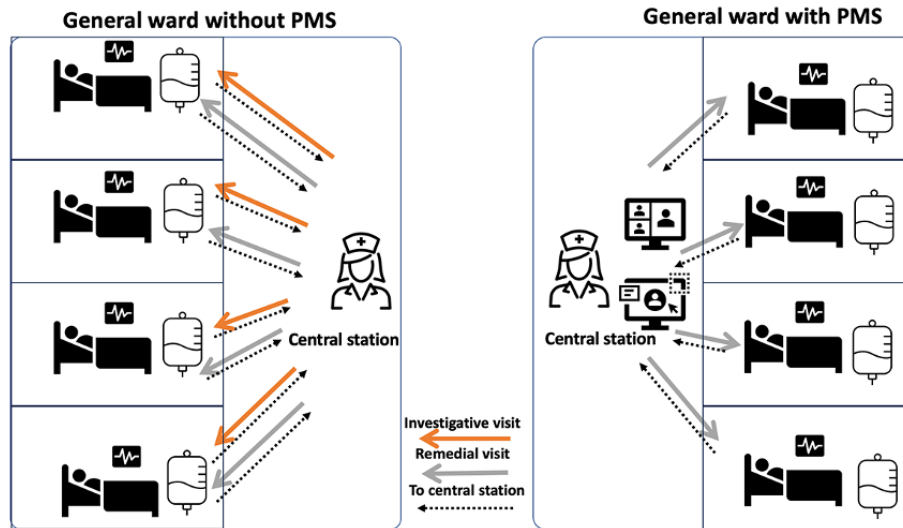 General ward without PMS
General ward with PMS
Central station
Central station
Investigative visit
Remedial visit
To central station